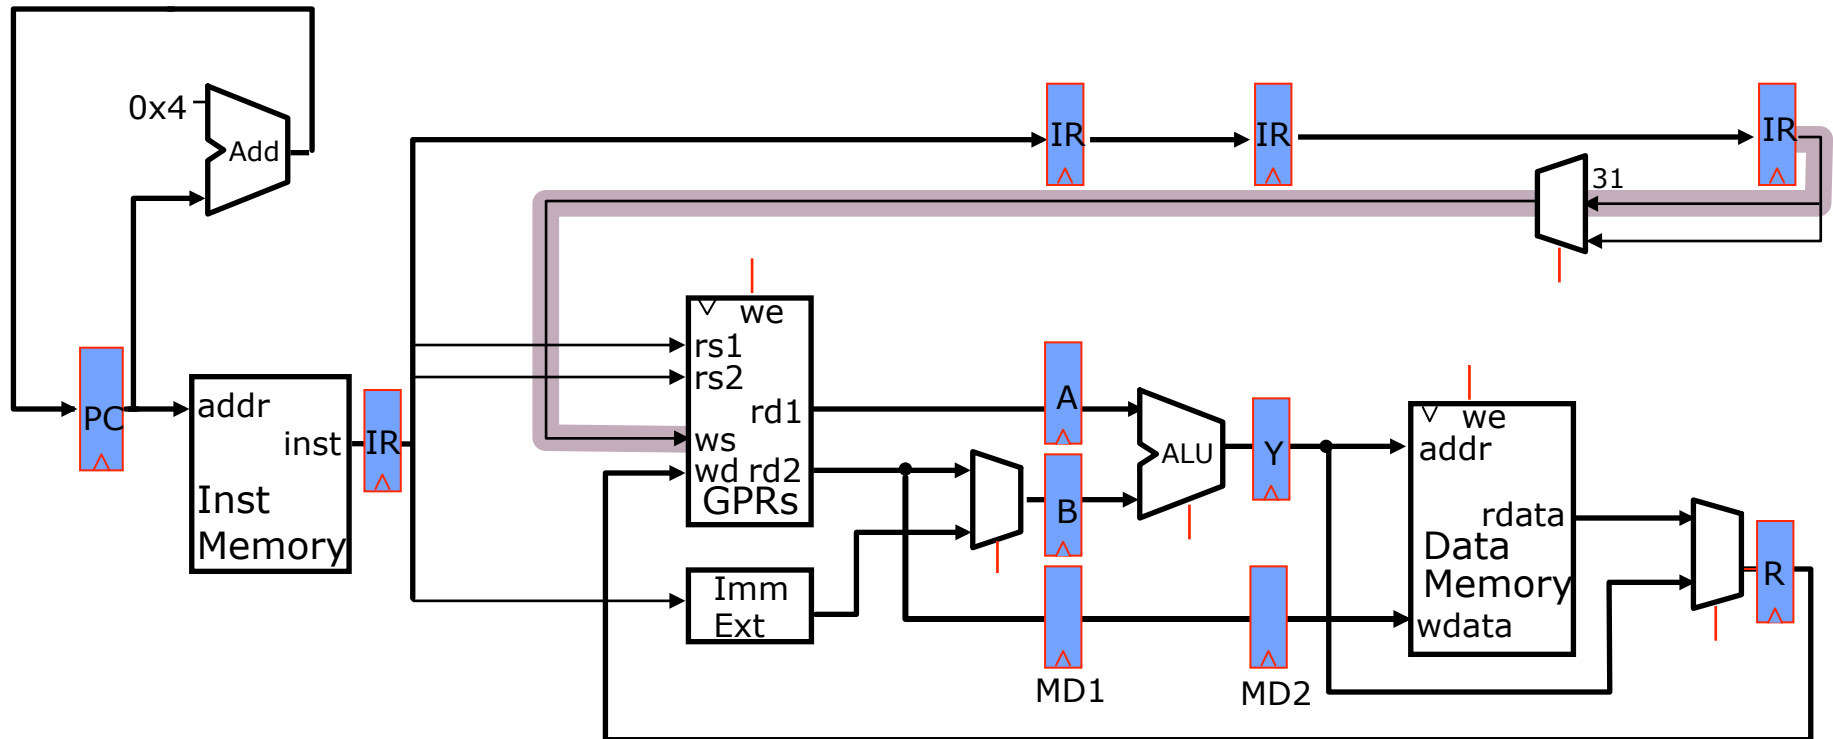 0x4
Add
IR
IR
IR
31
we
rs1
rs2
rd1
ws
wd rd2
GPRs
A
B
ALU
Y
we
addr
rdata
Data
Memory
wdata
R
PC
addr
inst
Inst
Memory
IR
Imm
Ext
MD1
MD2